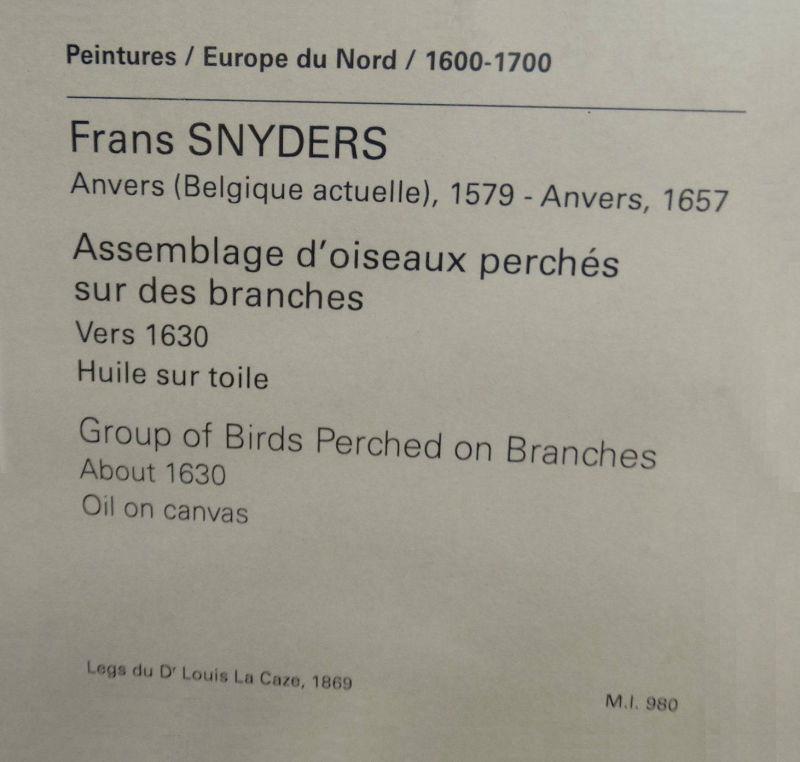 Peintures / Europe du Nord / 1600-1700
Frans SNYDERS
Anvers (Belgique actuelle), 1579 - Anvers, 1657
Assemblage d'oiseaux perchés
sur des branches
Vers 1630
Huile sur toile
Group of Birds Perched on Branches
About 1630
Oil on canvas
Legs du Dr Louis La Caze, 1869
M.I. 980